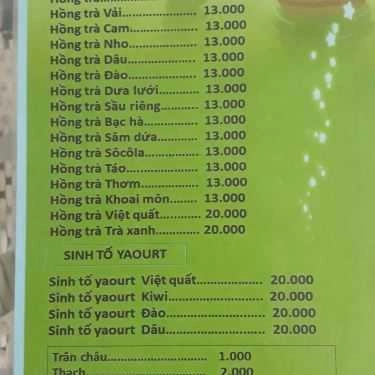 Hồng trà Vải............... 13.000
Hồng trà Cam............ 13.000
Hồng trà Nho............. 13.000
Hồng trà Dâu.............. 13.000
Hồng trà Đào.............. 13.000
Hồng trà Dưa lưới........ 13.000
Hồng trà Sầu riêng........ 13.000
Hồng trà Bạc hà........... 13.000
Hồng trà Sâm dứa......... 13.000
Hồng trà Sôcôla............ 13.000
Hồng trà Táo................ 13.000
Hồng trà Thơm............. 13.000
Hồng trà Khoai môn....... 13.000
Hồng trà Việt quất.......... 20.000
Hồng trà Trà xanh........... 20.000
SINH TỐ YAOURT
Sinh tố yaourt Việt quất.................. 20.000
Sinh tố yaourt Kiwi......................... 20.000
Sinh tố yaourt Đào......................... 20.000
Sinh tố yaourt Dâu......................... 20.000
Trân châu........................ 1.000
Thạch............................. 2.000